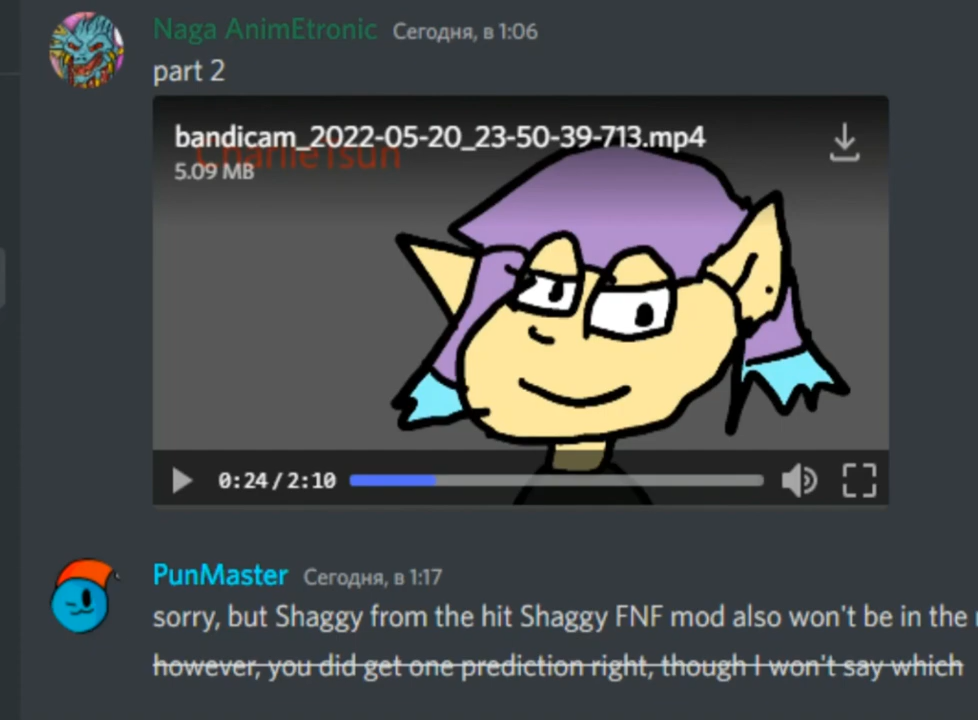 Naga AnimEtronic Сегодня, в 1:06
part 2
bandicam_2022-05-20_23-50-39-713.mp4
CharlieTsun
5.09 MB
0:24 / 2:10
PunMaster Сегодня, в 1:17
sorry, but Shaggy from the hit Shaggy FNF mod also won't be in the
however, you did get one prediction right, though I won't say which